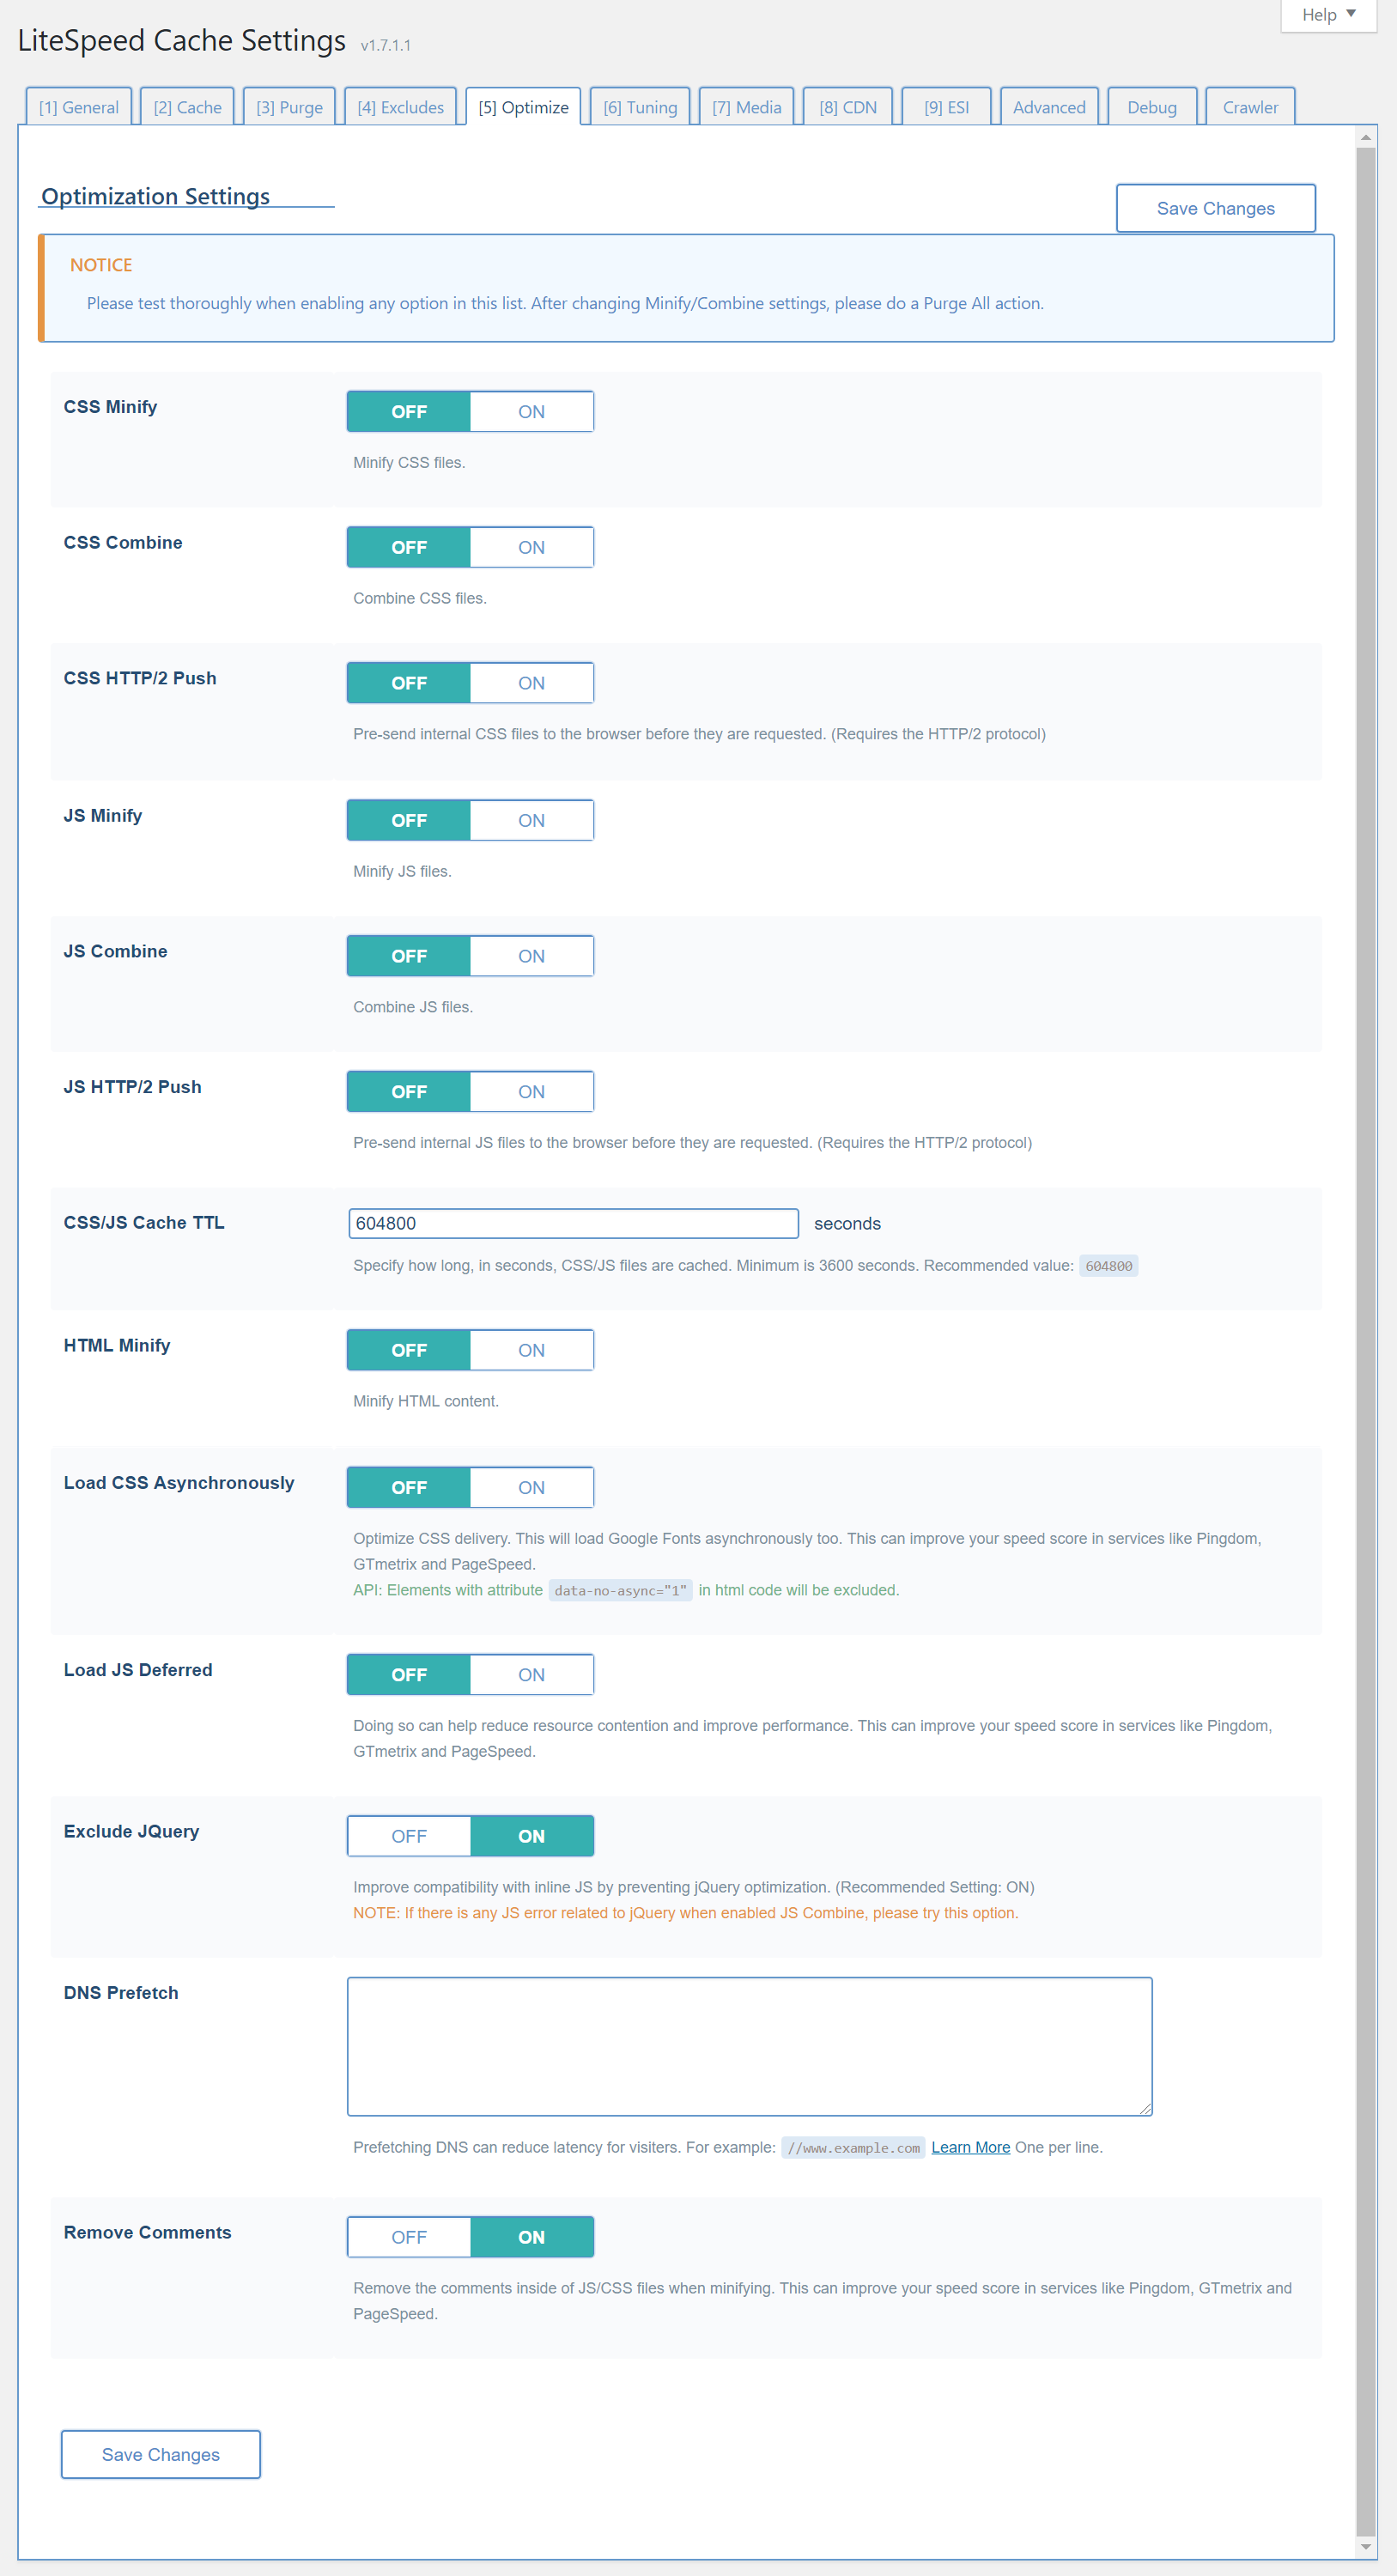 Help ▼
LiteSpeed Cache Settings v1.7.1.1
[1] General [2] Cache [3] Purge [4] Excludes [5] Optimize [6] Tuning [7] Media [8] CDN [9] ESI Advanced Debug Crawler
Optimization Settings
Save Changes
NOTICE
Please test thoroughly when enabling any option in this list. After changing Minify/Combine settings, please do a Purge All action.
CSS Minify
OFF ON
Minify CSS files.
CSS Combine
OFF ON
Combine CSS files.
CSS HTTP/2 Push
OFF ON
Pre-send internal CSS files to the browser before they are requested. (Requires the HTTP/2 protocol)
JS Minify
OFF ON
Minify JS files.
JS Combine
OFF ON
Combine JS files.
JS HTTP/2 Push
OFF ON
Pre-send internal JS files to the browser before they are requested. (Requires the HTTP/2 protocol)
CSS/JS Cache TTL
604800 seconds
Specify how long, in seconds, CSS/JS files are cached. Minimum is 3600 seconds. Recommended value: 604800
HTML Minify
OFF ON
Minify HTML content.
Load CSS Asynchronously
OFF ON
Optimize CSS delivery. This will load Google Fonts asynchronously too. This can improve your speed score in services like Pingdom,
GTmetrix and PageSpeed.
API: Elements with attribute data-no-async="1" in html code will be excluded.
Load JS Deferred
OFF ON
Doing so can help reduce resource contention and improve performance. This can improve your speed score in services like Pingdom,
GTmetrix and PageSpeed.
Exclude JQuery
OFF ON
Improve compatibility with inline JS by preventing jQuery optimization. (Recommended Setting: ON)
NOTE: If there is any JS error related to jQuery when enabled JS Combine, please try this option.
DNS Prefetch
Prefetching DNS can reduce latency for visiters. For example: //www.example.com Learn More One per line.
Remove Comments
OFF ON
Remove the comments inside of JS/CSS files when minifying. This can improve your speed score in services like Pingdom, GTmetrix and
PageSpeed.
Save Changes